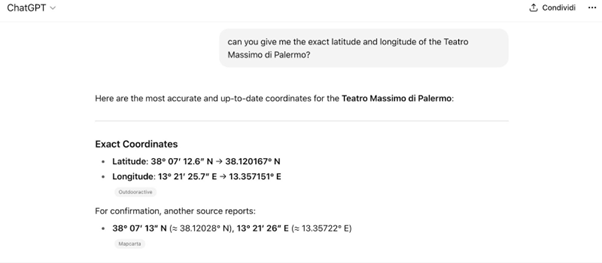 ChatGPT
Condividi
can you give me the exact latitude and longitude of the Teatro
Massimo di Palermo?
Here are the most accurate and up-to-date coordinates for the Teatro Massimo di Palermo:
Exact Coordinates
• Latitude: 38° 07′ 12.6″ N → 38.120167° N
• Longitude: 13° 21′ 25.7″ E → 13.357151° E
Outdooractive
For confirmation, another source reports:
• 38° 07′ 13″ N (≈ 38.12028° N), 13° 21′ 26″ E (≈ 13.35722° E)
Mapcarta